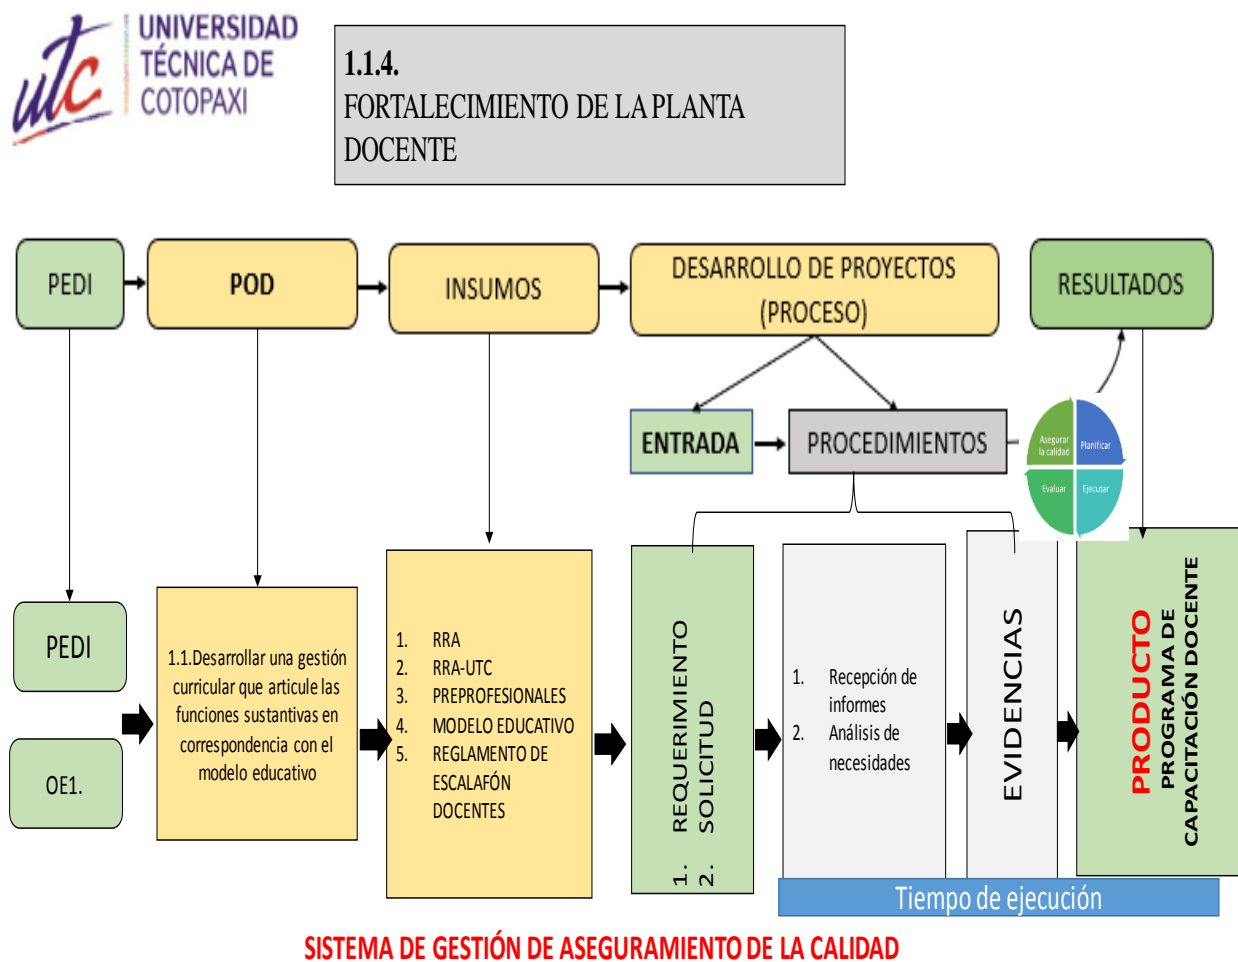 UNIVERSIDAD
TÉCNICA DE
COTOPAXI
utc
1.1.4.
FORTALECIMIENTO DE LA PLANTA
DOCENTE
PEDI
POD
INSUMOS
DESARROLLO DE PROYECTOS
(PROCESO)
RESULTADOS
ENTRADA
PROCEDIMIENTOS
Asegurar
la calidad
Planificar
Evaluar
Ejecutar
PEDI
OE1.
1.1.Desarrollar una gestión
curricular que articule las
funciones sustantivas en
correspondencia con el
modelo educativo
1. RRA
2. RRA-UTC
3. PREPROFESIONALES
4. MODELO EDUCATIVO
5. REGLAMENTO DE
ESCALAFÓN
DOCENTES
1. REQUERIMIENTO
2. SOLICITUD
1. Recepción de
informes
2. Análisis de
necesidades
EVIDENCIAS
PRODUCTO
PROGRAMA DE
CAPACITACIÓN DOCENTE
Tiempo de ejecución
SISTEMA DE GESTIÓN DE ASEGURAMIENTO DE LA CALIDAD